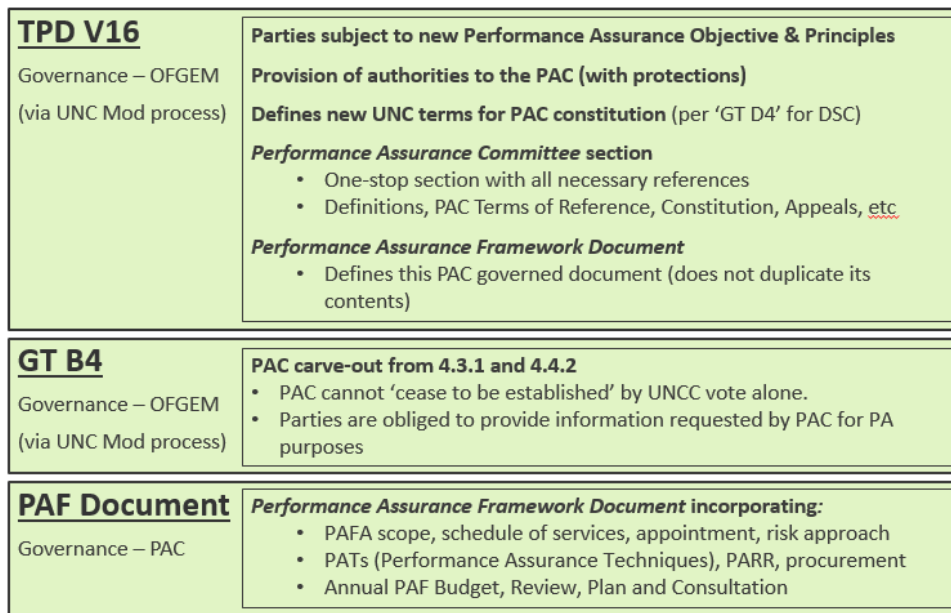 TPD V16
Governance – OFGEM
(via UNC Mod process)
Parties subject to new Performance Assurance Objective & Principles
Provision of authorities to the PAC (with protections)
Defines new UNC terms for PAC constitution (per 'GT D4' for DSC)
Performance Assurance Committee section
• One-stop section with all necessary references
• Definitions, PAC Terms of Reference, Constitution, Appeals, etc
Performance Assurance Framework Document
• Defines this PAC governed document (does not duplicate its
contents)
GT B4
Governance – OFGEM
(via UNC Mod process)
PAC carve-out from 4.3.1 and 4.4.2
• PAC cannot 'cease to be established' by UNCC vote alone.
• Parties are obliged to provide information requested by PAC for PA
purposes
PAF Document
Governance – PAC
Performance Assurance Framework Document incorporating:
• PAFA scope, schedule of services, appointment, risk approach
• PATs (Performance Assurance Techniques), PARR, procurement
• Annual PAF Budget, Review, Plan and Consultation